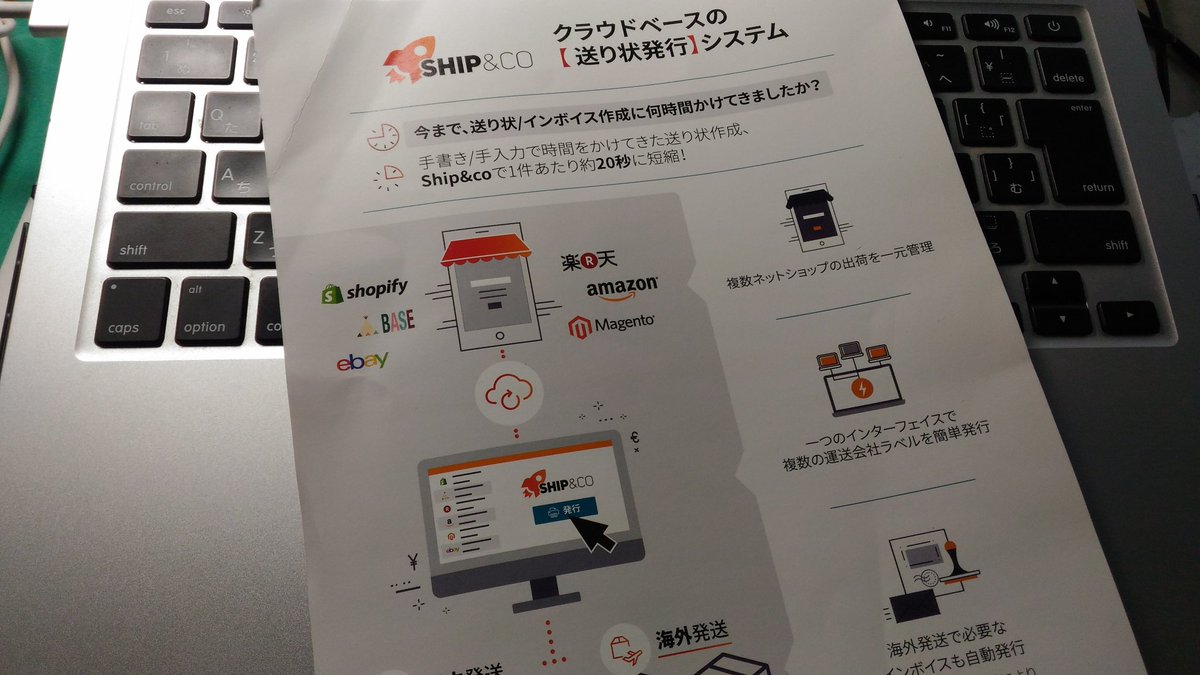 SHIP&CO
クラウドベースの
【送り状発行】システム
今まで、送り状/インボイス作成に何時間かけてきましたか？
手書き/手入力で時間をかけてきた送り状作成、
Ship&coで1件あたり約20秒に短縮！
shopify
BASE
ebay
楽R天
amazon
Magento
複数ネットショップの出荷を一元管理
一つのインターフェイスで
複数の運送会社ラベルを簡単発行
SHIP&CO
発行
ebay
€
¥
海外発送
発送
海外発送で必要な
インボイスも自動発行
esc
tab
Q
た
control
A
ち
shift
Z
つ
caps
alt
option
F11
F12
へ
¥
ー
delete
enter
return
む
shift